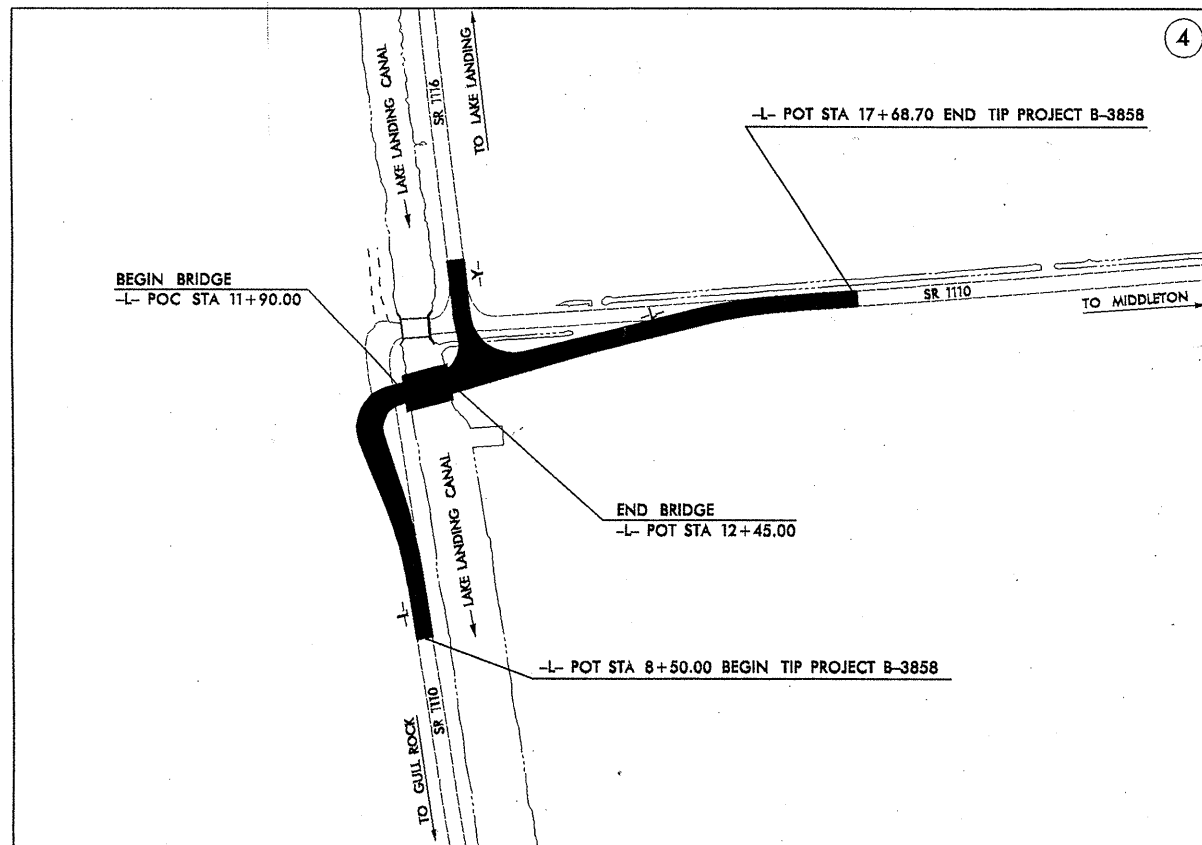 4
LAKE LANDING CANAL
SR 1116
TO LAKE LANDING
-L- POT STA 17+68.70 END TIP PROJECT B-3858
BEGIN BRIDGE
-L- POC STA 11+90.00
-Y-
-L-
SR 1110
TO MIDDLETON
LAKE LANDING CANAL
END BRIDGE
-L- POT STA 12+45.00
-L-
-L- POT STA 8+50.00 BEGIN TIP PROJECT B-3858
TO GULL ROCK
SR 1110